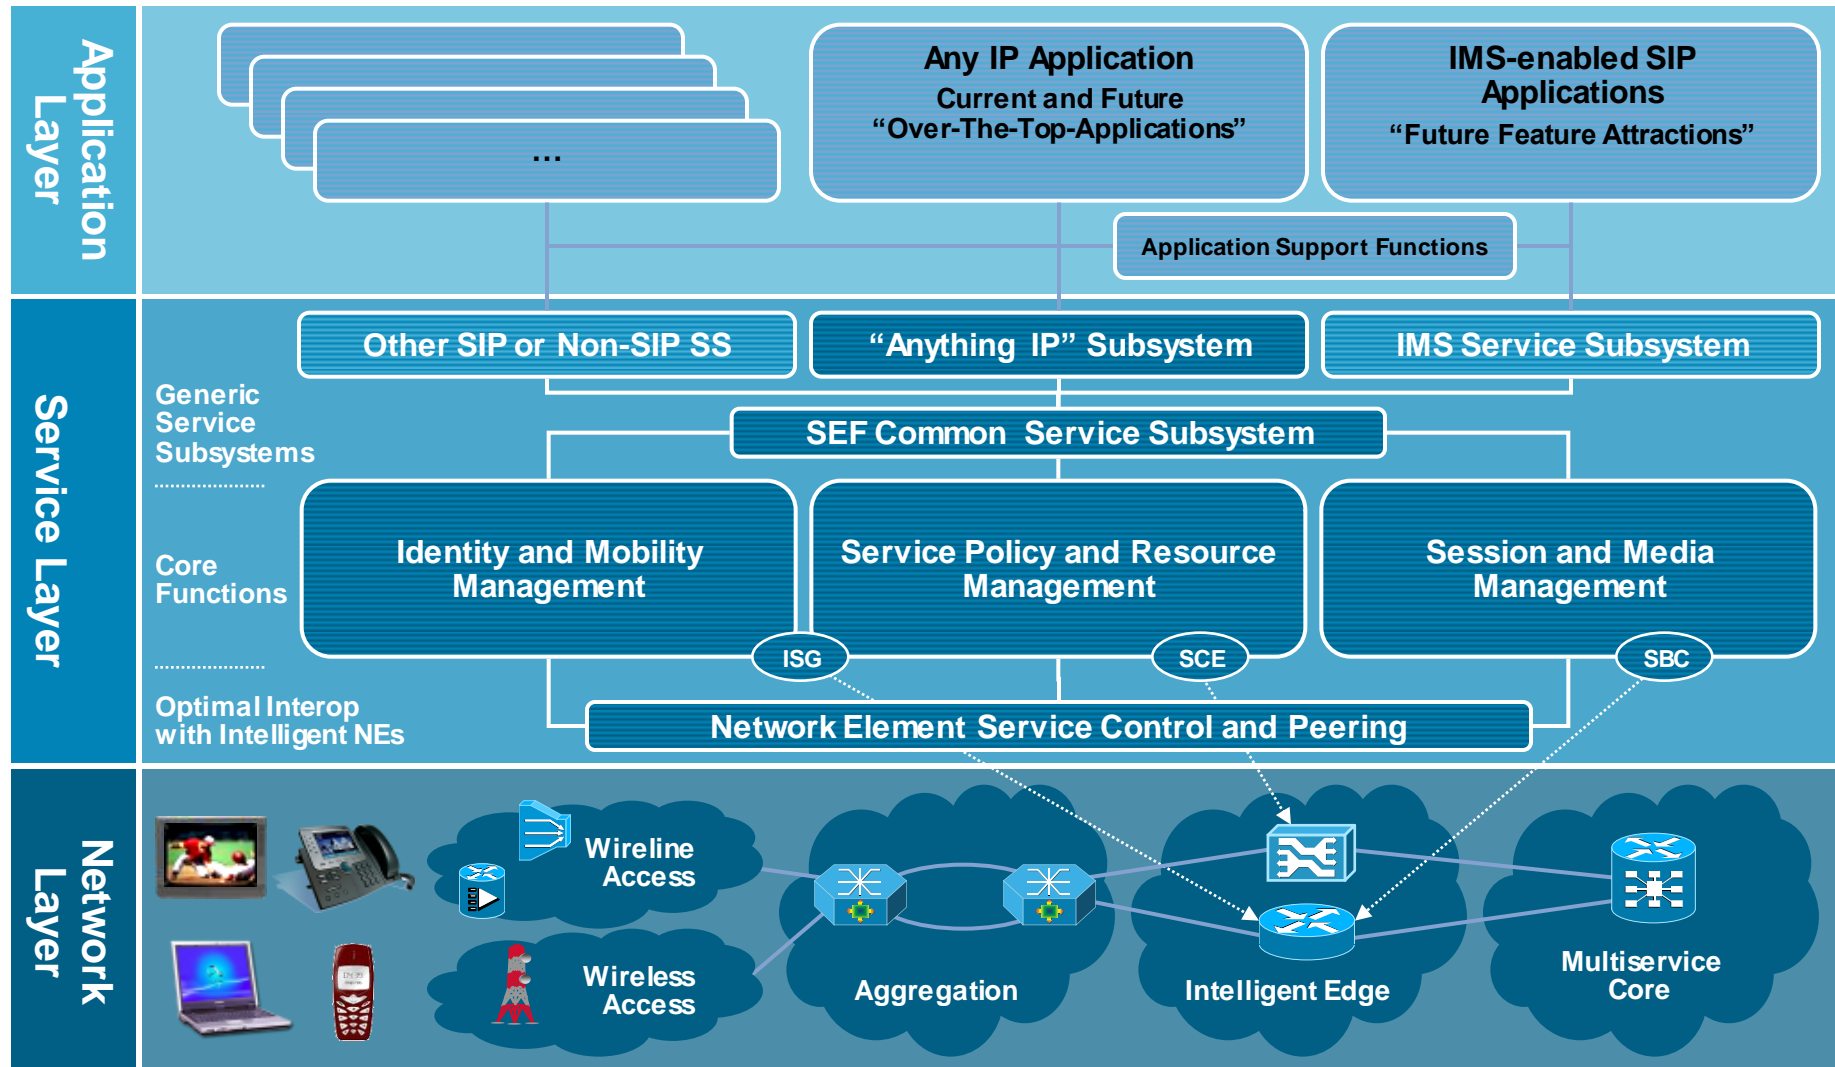 Application
Layer
…
Any IP Application
Current and Future
“Over-The-Top-Applications”
IMS-enabled SIP
Applications
“Future Feature Attractions”
Application Support Functions
Service Layer
Other SIP or Non-SIP SS
“Anything IP” Subsystem
IMS Service Subsystem
Generic
Service
Subsystems
SEF Common Service Subsystem
Core
Functions
Identity and Mobility
Management
Service Policy and Resource
Management
Session and Media
Management
ISG
SCE
SBC
Optimal Interop
with Intelligent NEs
Network Element Service Control and Peering
Network
Layer
Wireline
Access
Wireless
Access
Aggregation
Intelligent Edge
Multiservice
Core